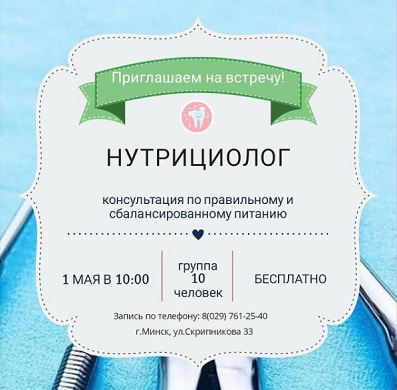 Приглашаем на встречу!
НУТРИЦИОЛОГ
консультация по правильному и
сбалансированному питанию
1 МАЯ В 10:00
группа
10
человек
БЕСПЛАТНО
Запись по телефону: 8(029) 761-25-40
г.Минск, ул.Скрипникова 33